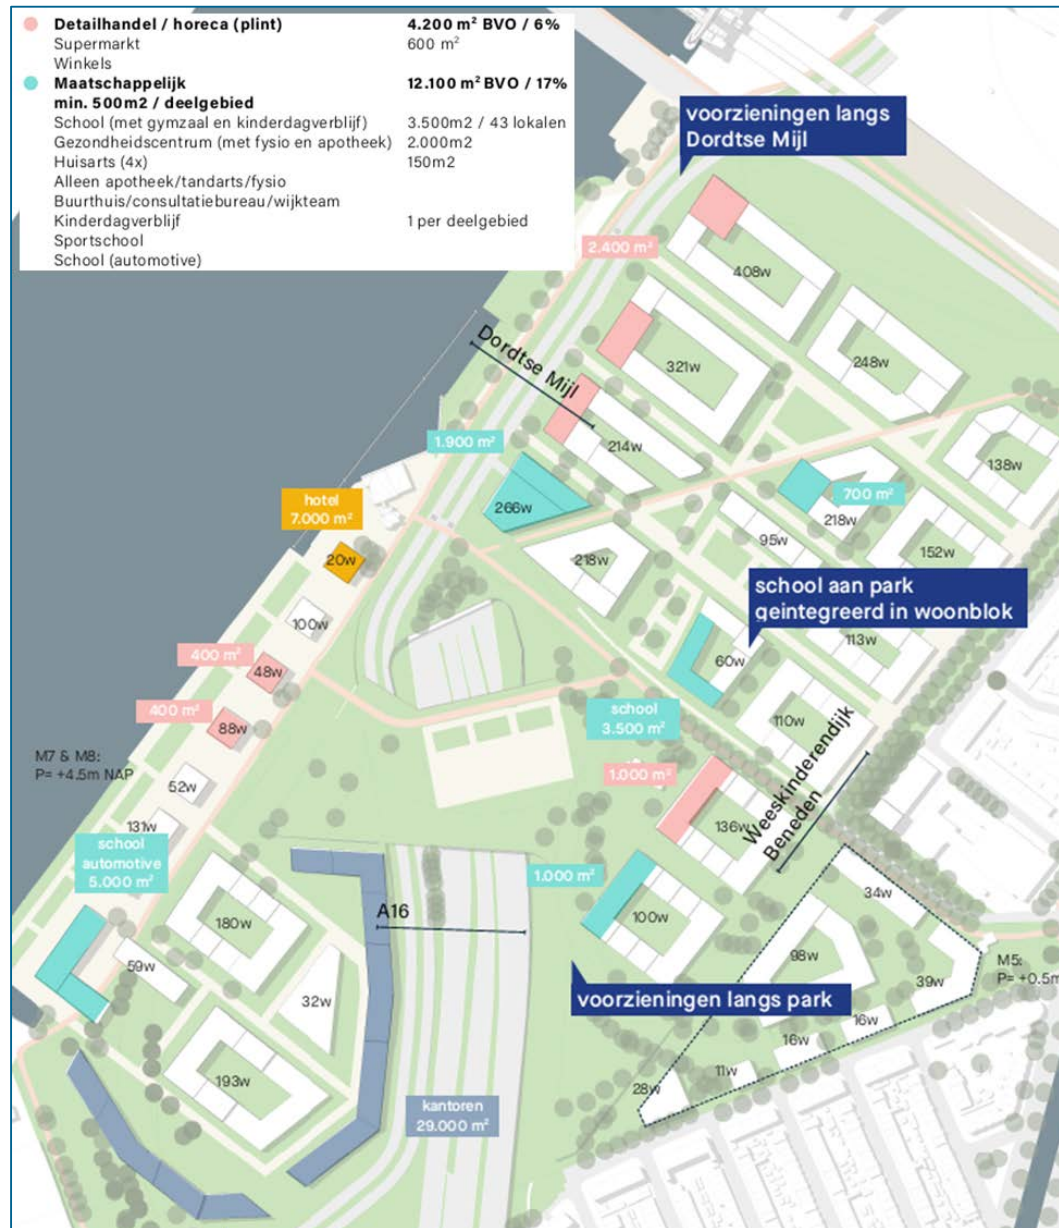 Detailhandel / horeca (plint) 4.200 m² BVO / 6%
Supermarkt 600 m²
Winkels
Maatschappelijk 12.100 m² BVO / 17%
min. 500m2 / deelgebied
School (met gymzaal en kinderdagverblijf) 3.500m2 / 43 lokalen
Gezondheidscentrum (met fysio en apotheek) 2.000m2
Huisarts (4x) 150m2
Alleen apotheek/tandarts/fysio
Buurthuis/consultatiebureau/wijkteam
Kinderdagverblijf 1 per deelgebied
Sportschool
School (automotive)
voorzieningen langs
Dordtse Mijl
2.400 m²
408w
Dordtse Mijl
321w
248w
1.900 m²
214w
138w
hotel
7.000 m²
266w
700 m²
218w
95w
152w
20w
218w
school aan park
geintegreerd in woonblok
100w
113w
400 m²
48w
60w
school
3.500 m²
110w
400 m²
88w
M7 & M8:
P= +4.5m NAP
52w
1.000 m²
136w
Weeskinderendijk
Beneden
131w
school
automotive
5.000 m²
1.000 m²
34w
A16
180w
100w
59w
98w
39w
M5:
P= +0.5m
32w
voorzieningen langs park
16w
16w
11w
28w
193w
kantoren
29.000 m²